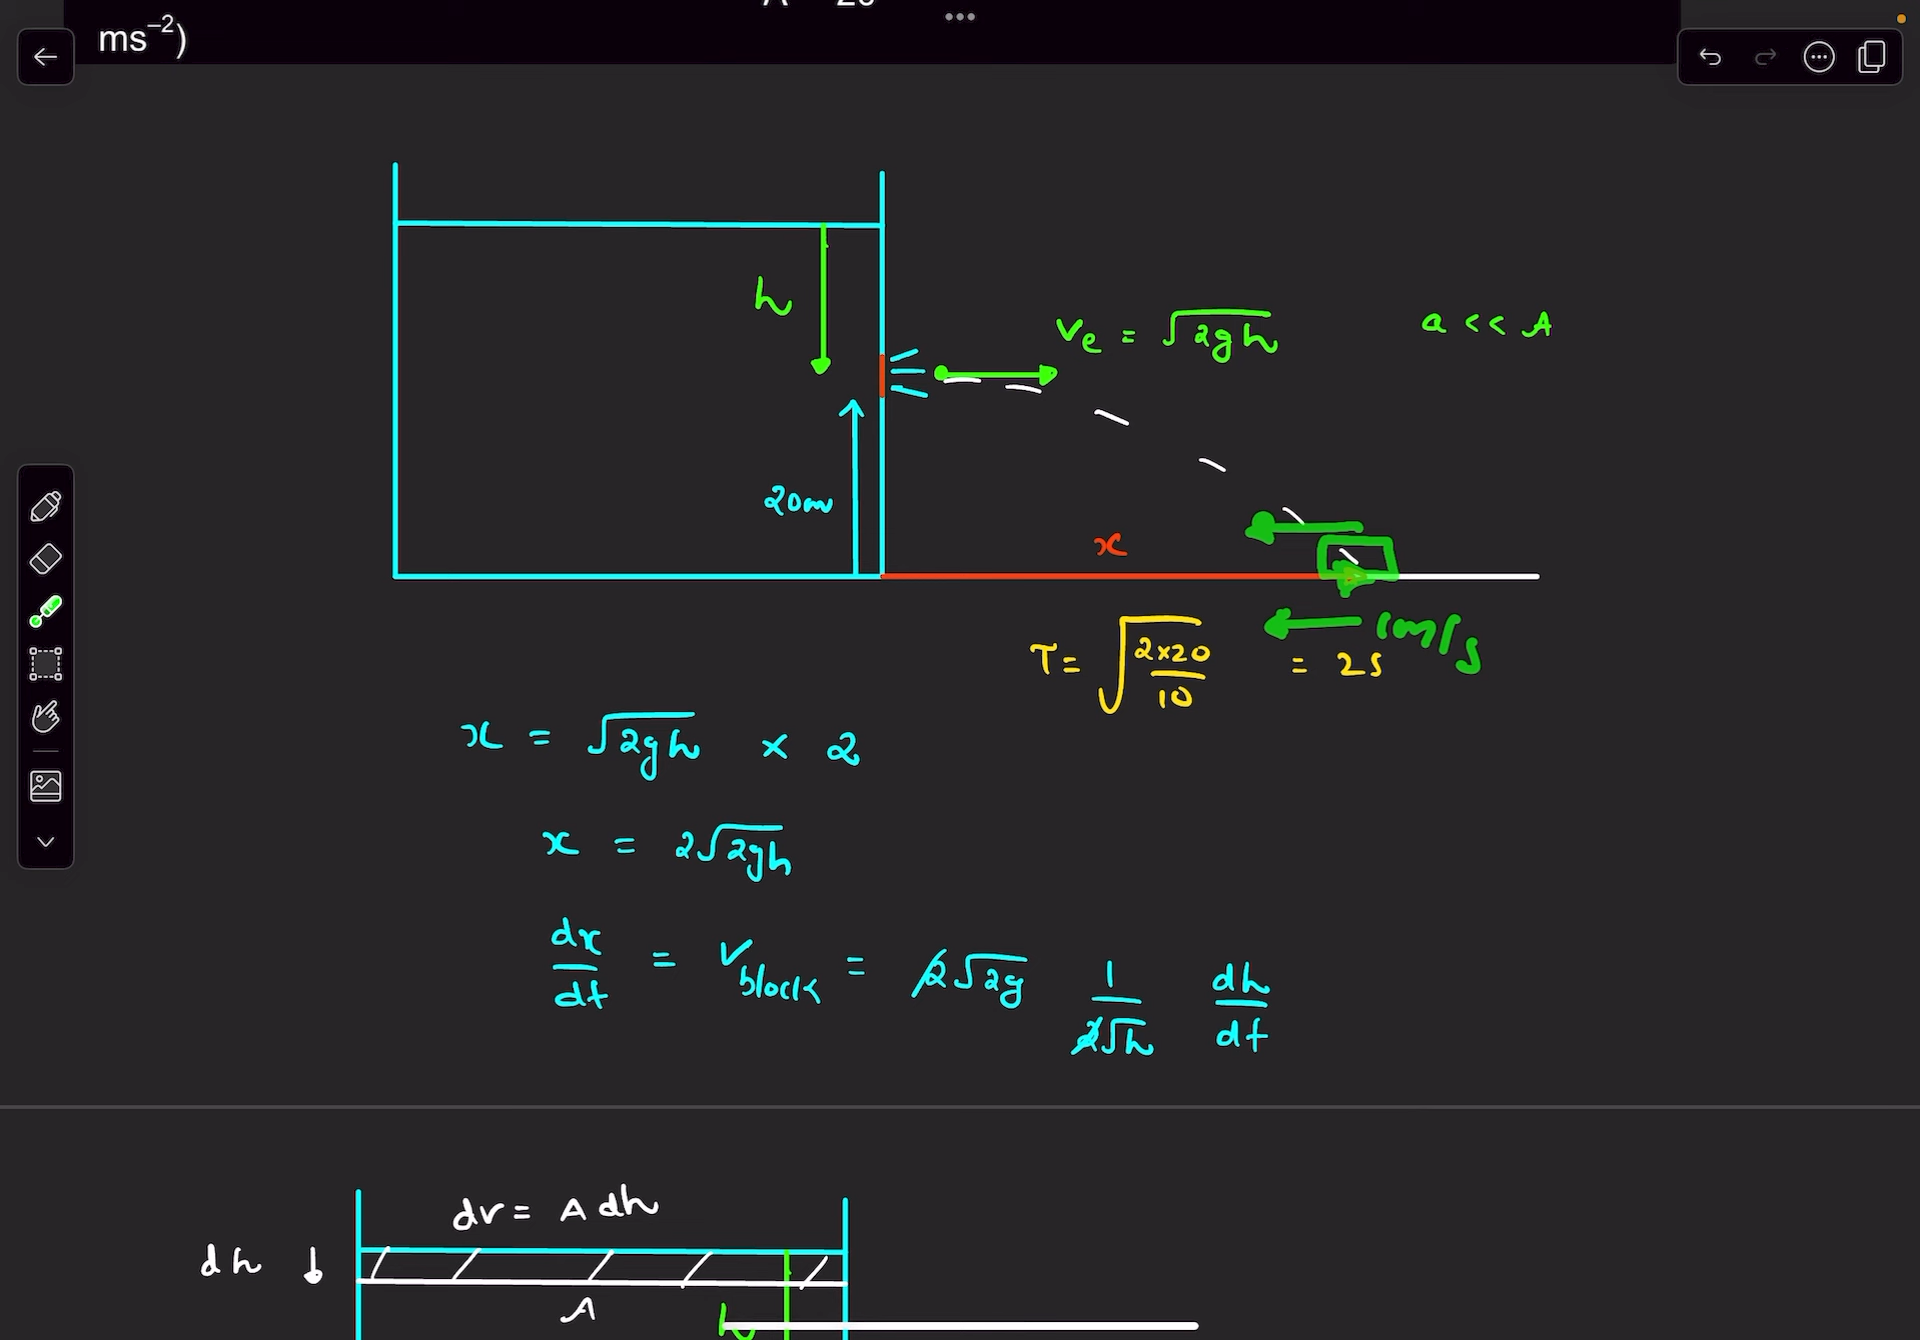 ms⁻²)
h
vₑ = √2gh
a << A
20m
x
1m/s
T = √(2×20/10) = 2s
x = √2gh × 2
x = 2√2gh
dx/dt = v block = 2√2g 1/2√h dh/dt
dv = A dh
dh ↓
A
h